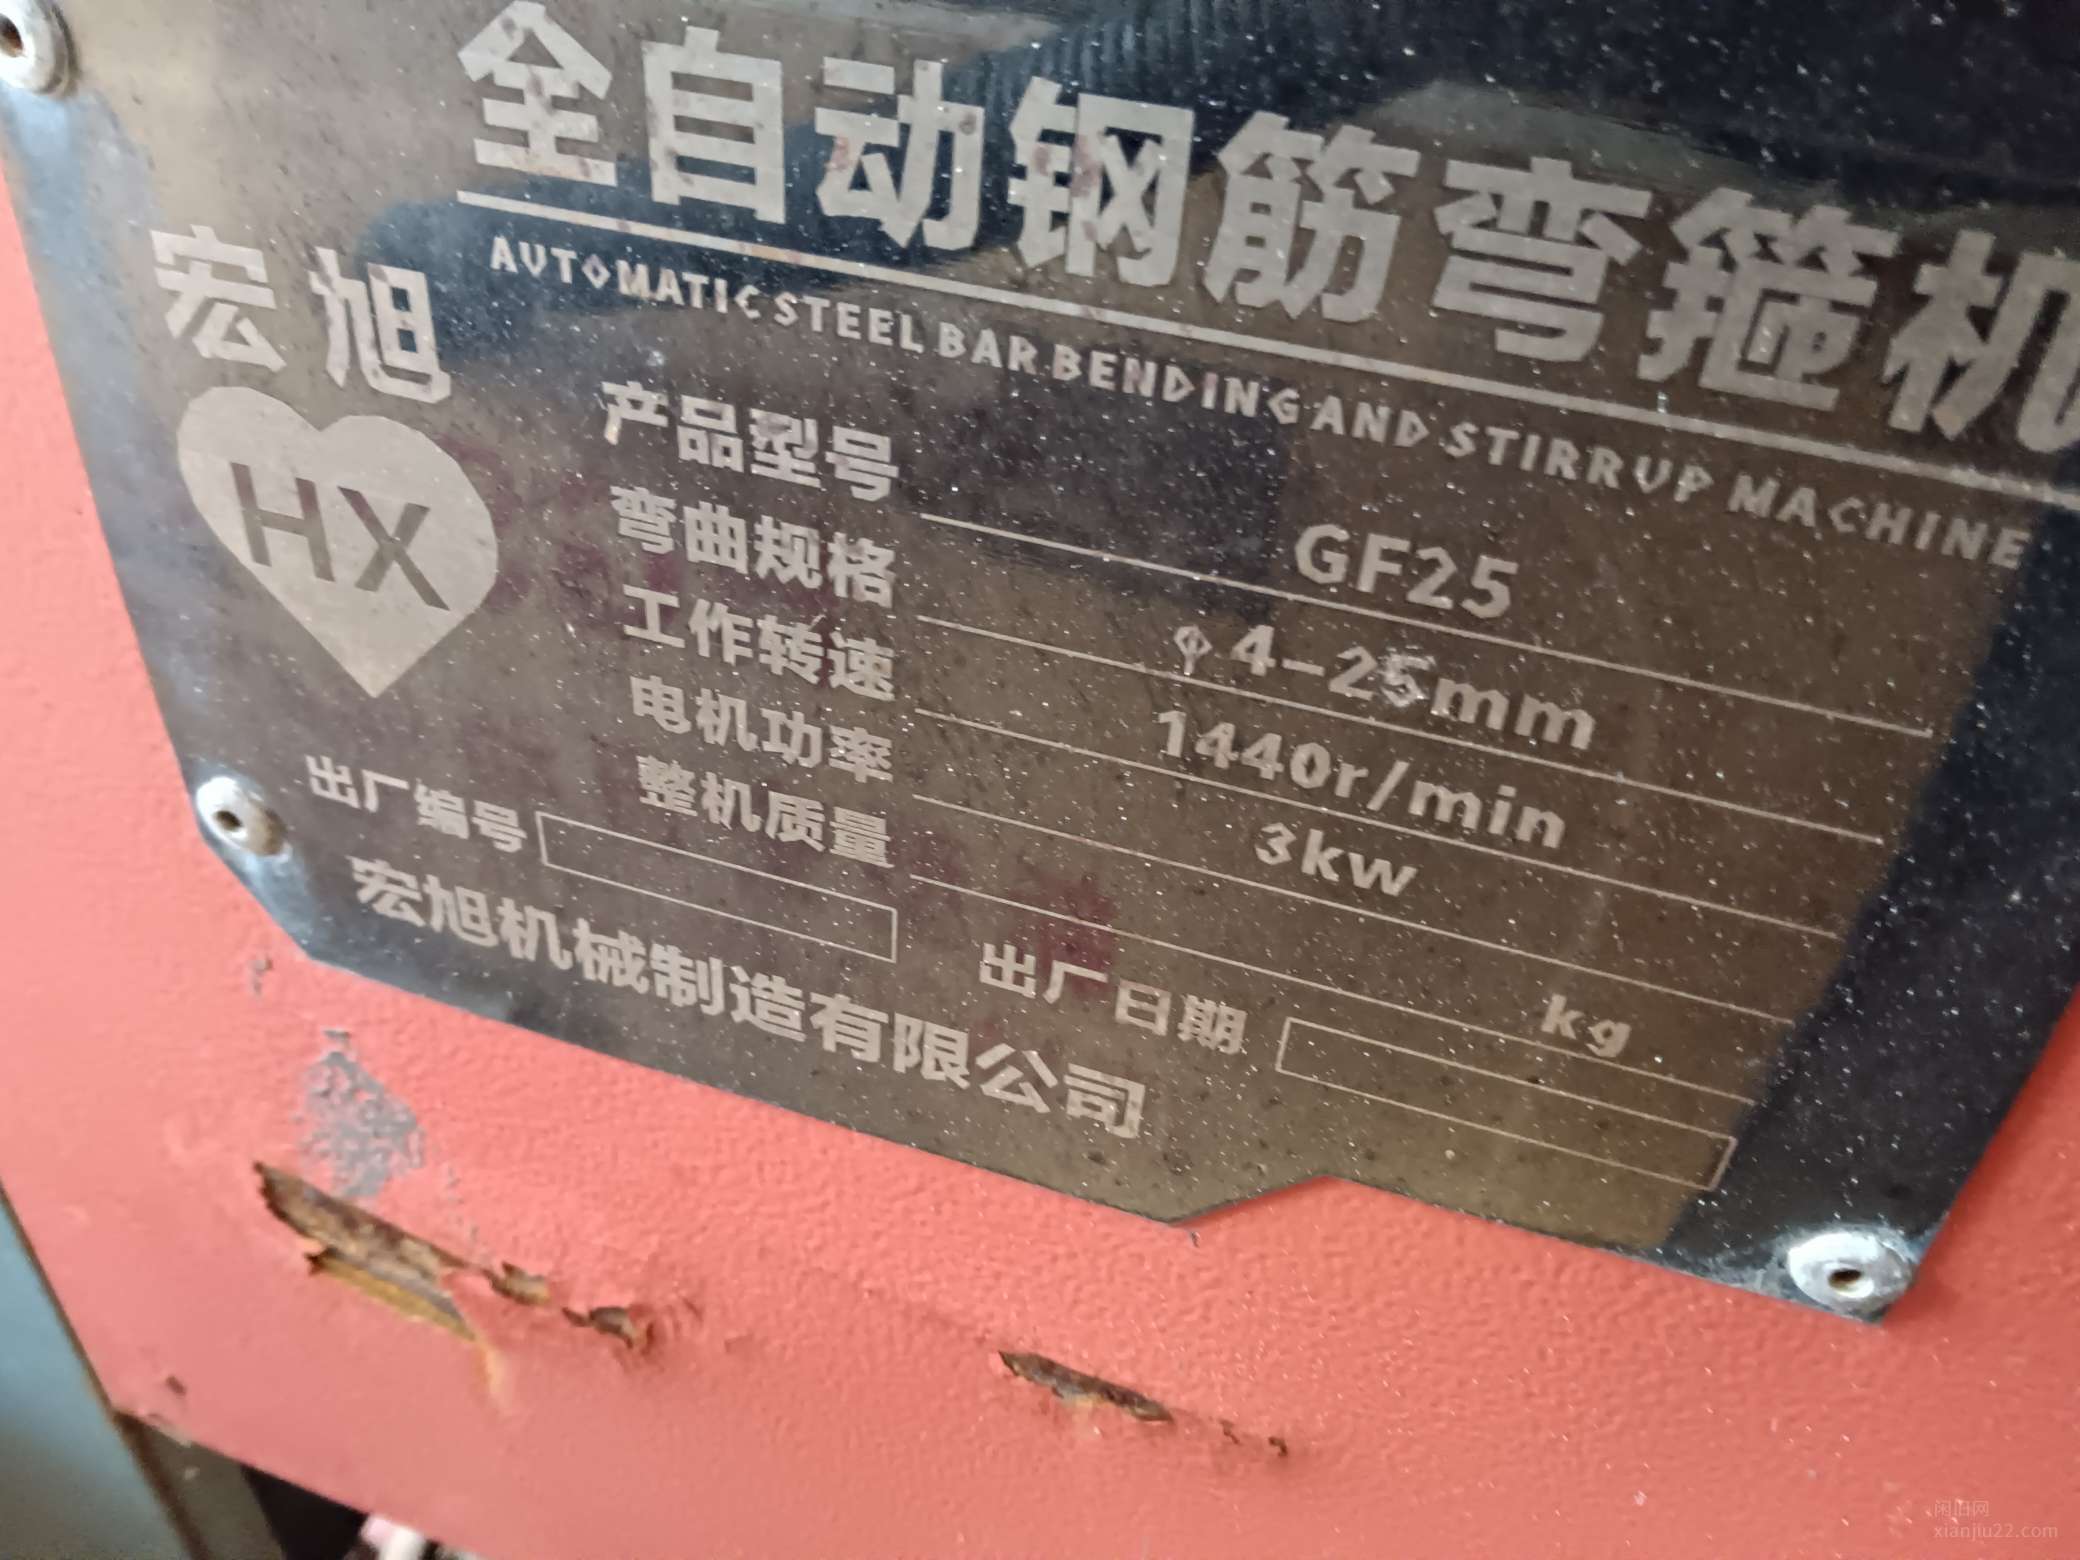 全自动钢筋弯箍机
AUTOMATIC STEEL BAR BENDING AND STIRRUP MACHINE
宏旭
HX
产品型号 GF25
弯曲规格 φ4-25mm
工作转速 1440r/min
电机功率 3kw
整机质量 kg
出厂编号 出厂日期
宏旭机械制造有限公司
闲旧网
xianjiu22.com